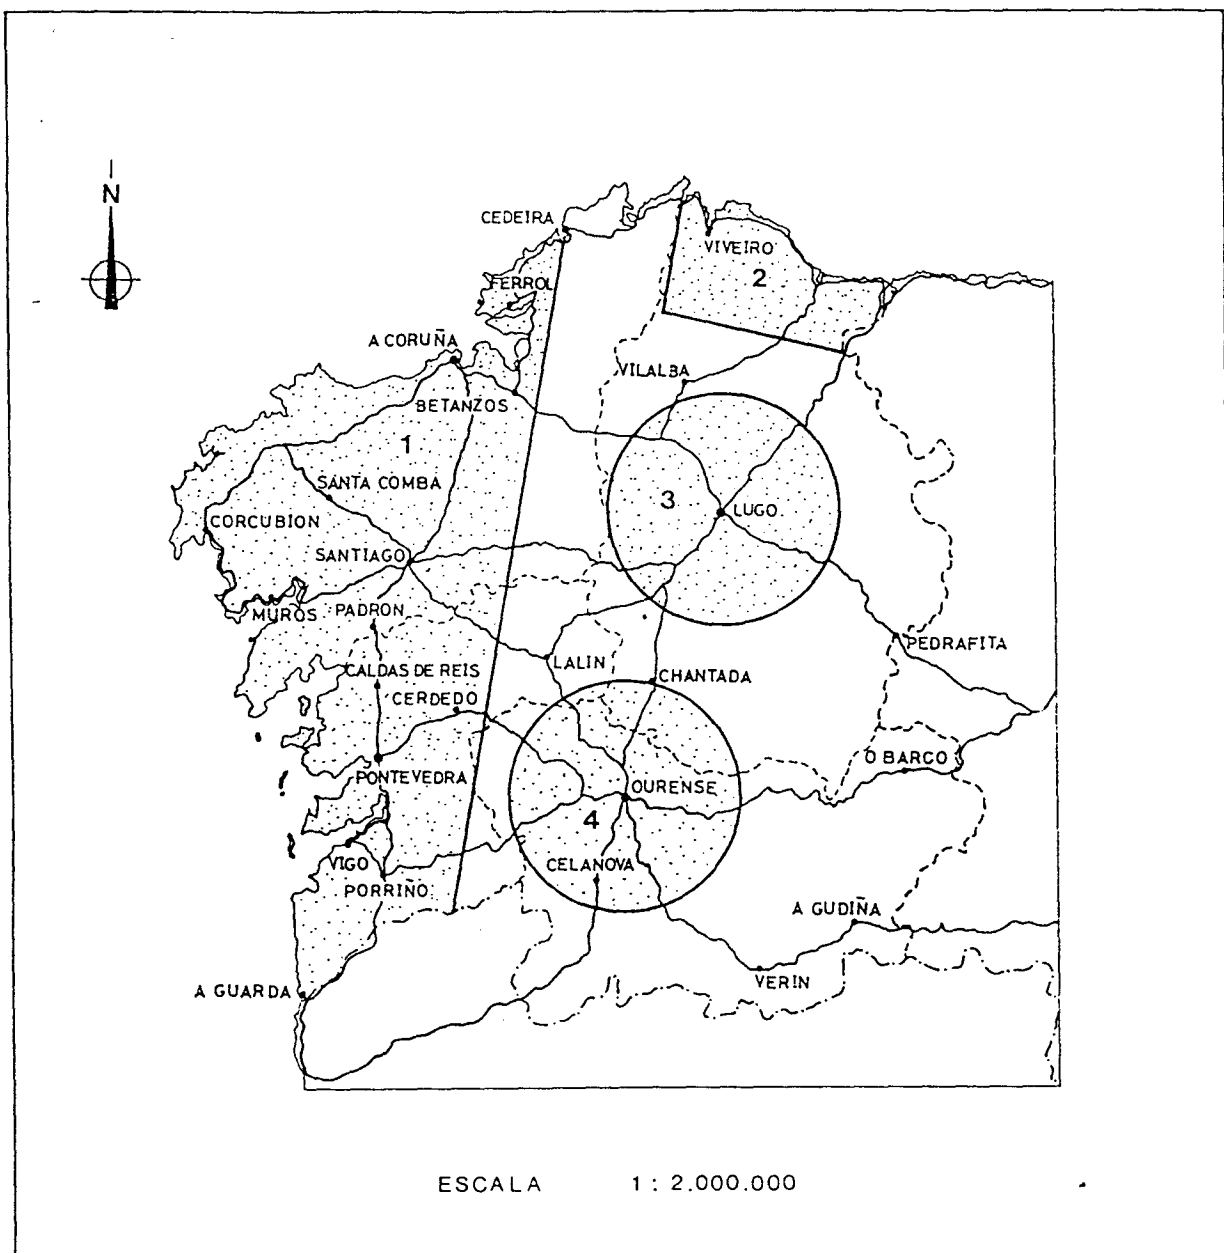 N
CEDEIRA
VIVEIRO
2
FERROL
A CORUÑA
VILALBA
BETANZOS
1
SANTA COMBA
3
LUGO
CORCUBION
SANTIAGO
MUROS
PADRON
PEDRAFITA
LALIN
CALDAS DE REIS
CHANTADA
CERDEDO
O BARCO
PONTEVEDRA
OURENSE
4
VIGO
CELANOVA
PORRIÑO
A GUDIÑA
VERIN
A GUARDA
ESCALA 1 : 2.000.000